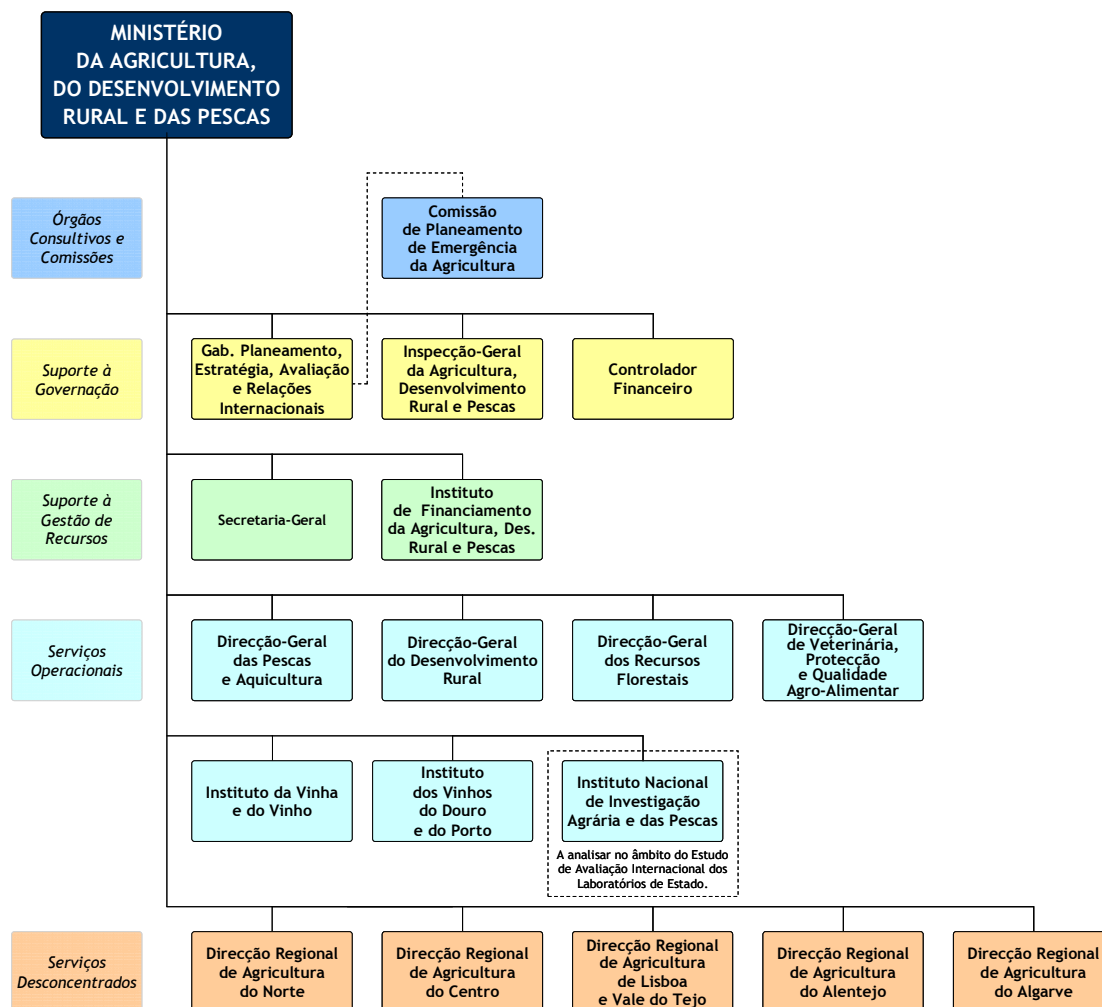 MINISTÉRIO
DA AGRICULTURA,
DO DESENVOLVIMENTO
RURAL E DAS PESCAS
Órgãos
Consultivos e
Comissões
Comissão
de Planeamento
de Emergência
da Agricultura
Suporte à
Governação
Gab. Planeamento,
Estratégia, Avaliação
e Relações
Internacionais
Inspecção-Geral
da Agricultura,
Desenvolvimento
Rural e Pescas
Controlador
Financeiro
Suporte à
Gestão de
Recursos
Secretaria-Geral
Instituto
de Financiamento
da Agricultura, Des.
Rural e Pescas
Serviços
Operacionais
Direcção-Geral
das Pescas
e Aquicultura
Direcção-Geral
do Desenvolvimento
Rural
Direcção-Geral
dos Recursos
Florestais
Direcção-Geral
de Veterinária,
Protecção
e Qualidade
Agro-Alimentar
Instituto da Vinha
e do Vinho
Instituto
dos Vinhos
do Douro
e do Porto
Instituto Nacional
de Investigação
Agrária e das Pescas
A analisar no âmbito do Estudo
de Avaliação Internacional dos
Laboratórios de Estado.
Serviços
Desconcentrados
Direcção Regional
de Agricultura
do Norte
Direcção Regional
de Agricultura
do Centro
Direcção Regional
de Agricultura
de Lisboa
e Vale do Tejo
Direcção Regional
de Agricultura
do Alentejo
Direcção Regional
de Agricultura
do Algarve